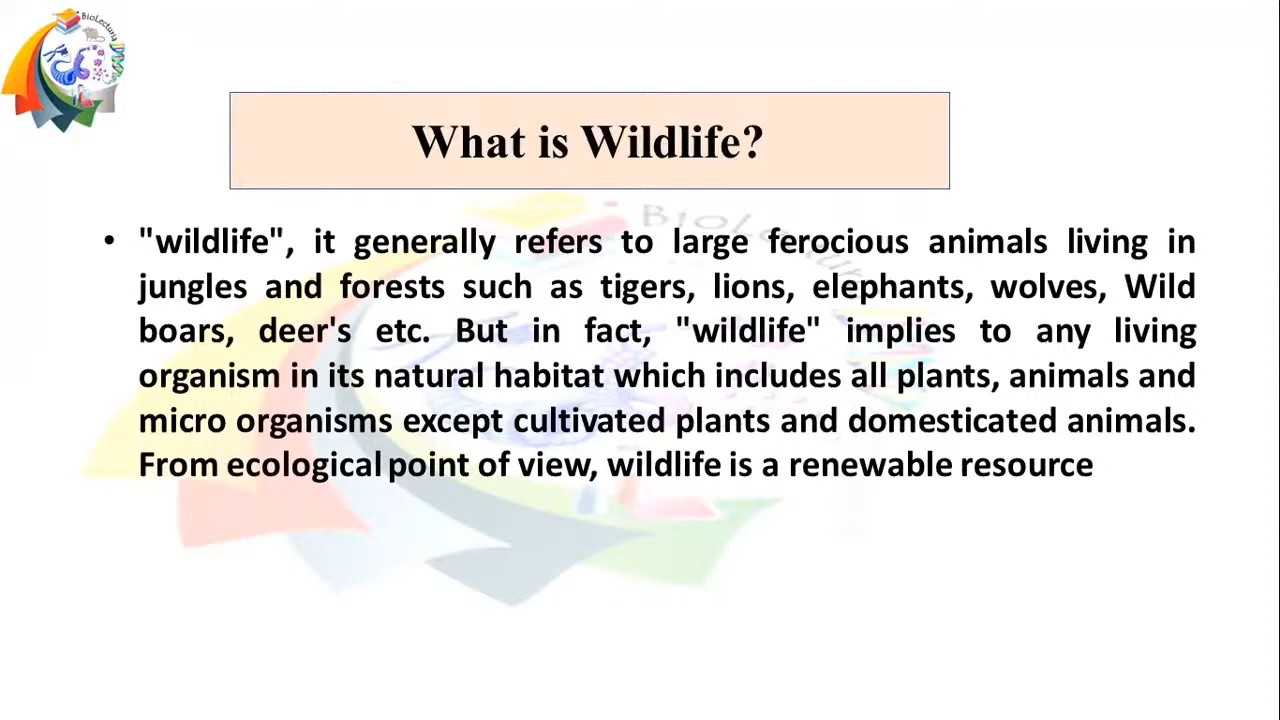 BioLecturia
What is Wildlife?
• "wildlife", it generally refers to large ferocious animals living in
jungles and forests such as tigers, lions, elephants, wolves, Wild
boars, deer's etc. But in fact, "wildlife" implies to any living
organism in its natural habitat which includes all plants, animals and
micro organisms except cultivated plants and domesticated animals.
From ecological point of view, wildlife is a renewable resource